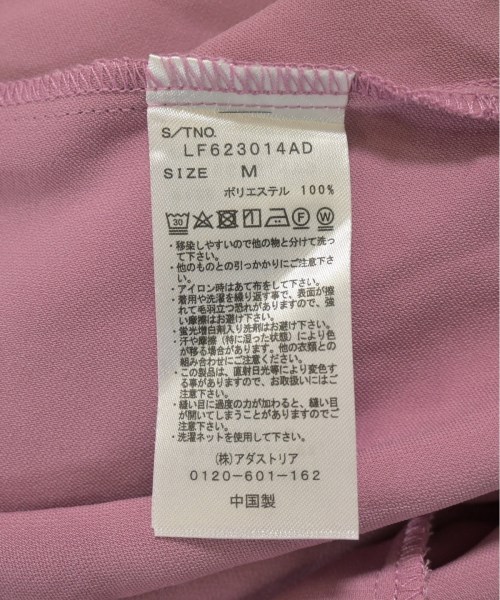 S/TNO.
LF623014AD
SIZE M
ポリエステル 100%
30 F W
・移染しやすいので他の物と分けて洗っ
て下さい。
・他のものとの引っかかりにご注意下さ
い。
・アイロン時はあて布をして下さい。
・着用や洗濯を繰り返す事で、表面が擦
れて毛羽立つ恐れがありますので、強
い摩擦はお避け下さい。
・蛍光増白剤入り洗剤はお避け下さい。
・汗や摩擦（特に湿った状態）により色
が移る場合があります。他の衣類との
組み合わせにご注意ください。
・この製品は、直射日光等により変色す
る事がありますので、お取扱いにはご
注意下さい。
・縫い目に過度の力が加わると、縫い目
が開いてしまうことがありますのでご
注意下さい。
・洗濯ネットを使用して下さい。
(株)アダストリア
0120-601-162
中国製